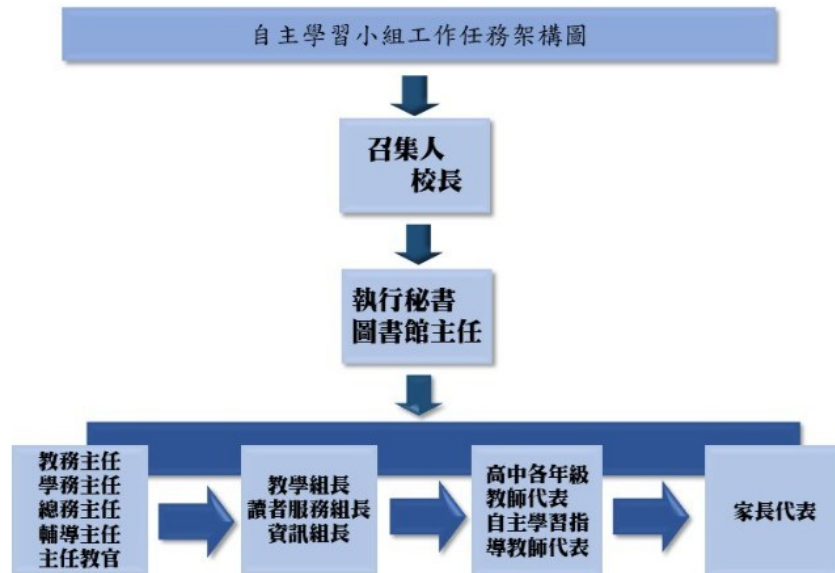 自主學習小組工作任務架構圖
召集人
校長
執行秘書
圖書館主任
教務主任
學務主任
總務主任
輔導主任
主任教官
教學組長
讀者服務組長
資訊組長
高中各年級
教師代表
自主學習指
導教師代表
家長代表